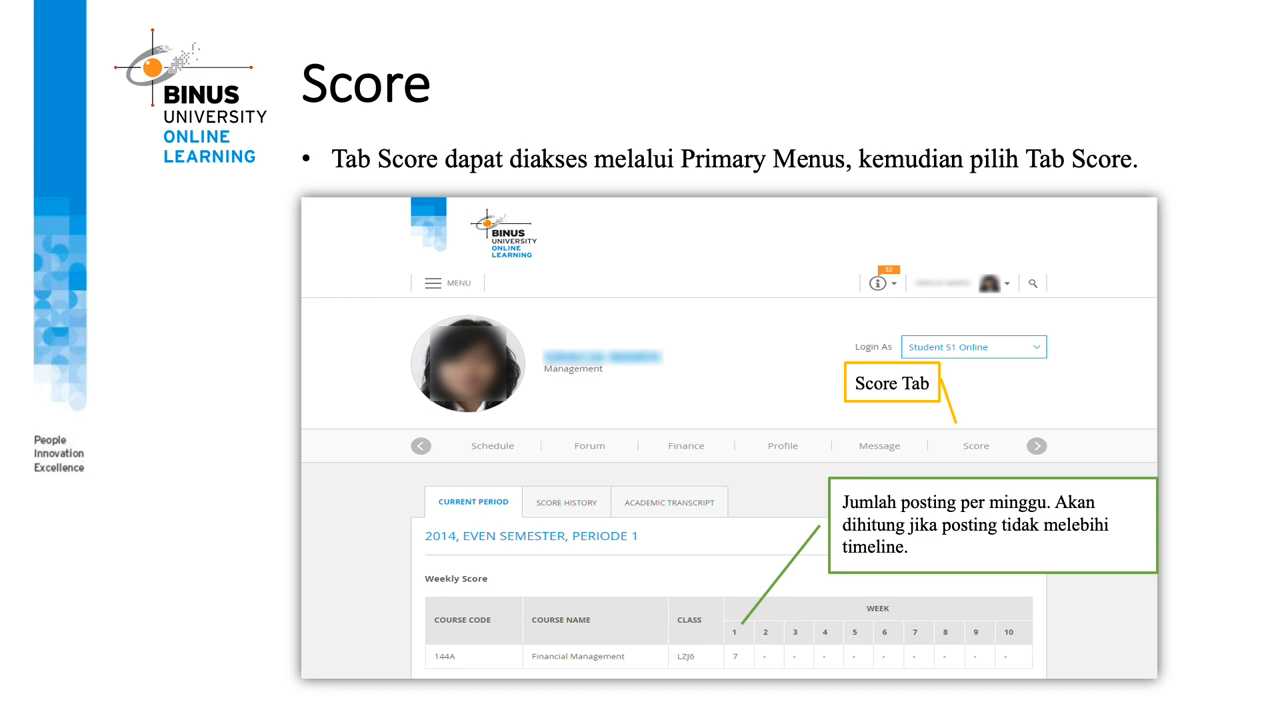 BINUS
UNIVERSITY
ONLINE
LEARNING
Score
• Tab Score dapat diakses melalui Primary Menus, kemudian pilih Tab Score.
BINUS
UNIVERSITY
ONLINE
LEARNING
32
MENU
Login As Student S1 Online
Management
Score Tab
Schedule Forum Finance Profile Message Score
People
Innovation
Excellence
CURRENT PERIOD SCORE HISTORY ACADEMIC TRANSCRIPT
Jumlah posting per minggu. Akan
dihitung jika posting tidak melebihi
timeline.
2014, EVEN SEMESTER, PERIODE 1
Weekly Score
COURSE CODE COURSE NAME CLASS WEEK
1 2 3 4 5 6 7 8 9 10
144A Financial Management LZJ6 7 - - - - - - - - -